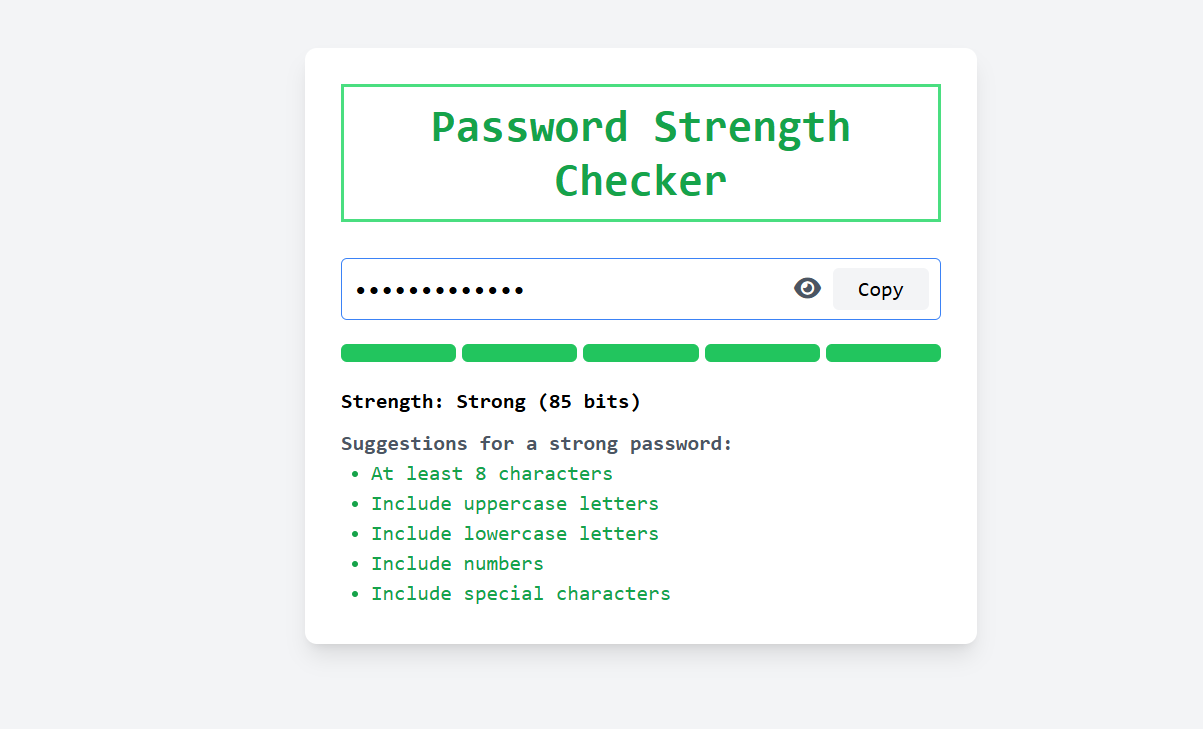 Password Strength
Checker
•••••••••••••
Copy
Strength: Strong (85 bits)
Suggestions for a strong password:
• At least 8 characters
• Include uppercase letters
• Include lowercase letters
• Include numbers
• Include special characters